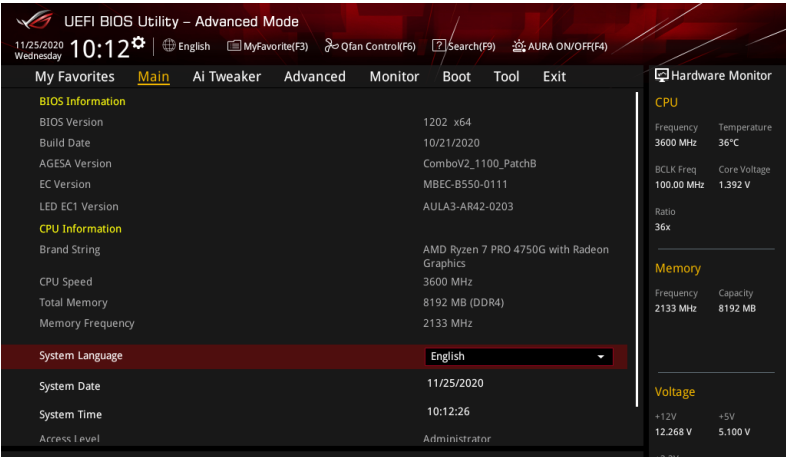 UEFI BIOS Utility – Advanced Mode
11/25/2020 Wednesday 10:12 English MyFavorite(F3) Qfan Control(F6) Search(F9) AURA ON/OFF(F4)
My Favorites Main Ai Tweaker Advanced Monitor Boot Tool Exit
BIOS Information
BIOS Version 1202 x64
Build Date 10/21/2020
AGESA Version ComboV2_1100_PatchB
EC Version MBEC-B550-0111
LED EC1 Version AULA3-AR42-0203
CPU Information
Brand String AMD Ryzen 7 PRO 4750G with Radeon
Graphics
CPU Speed 3600 MHz
Total Memory 8192 MB (DDR4)
Memory Frequency 2133 MHz
System Language English
System Date 11/25/2020
System Time 10:12:26
Access Level Administrator
Hardware Monitor
CPU
Frequency Temperature
3600 MHz 36°C
BCLK Freq Core Voltage
100.00 MHz 1.392 V
Ratio
36x
Memory
Frequency Capacity
2133 MHz 8192 MB
Voltage
+12V +5V
12.268 V 5.100 V